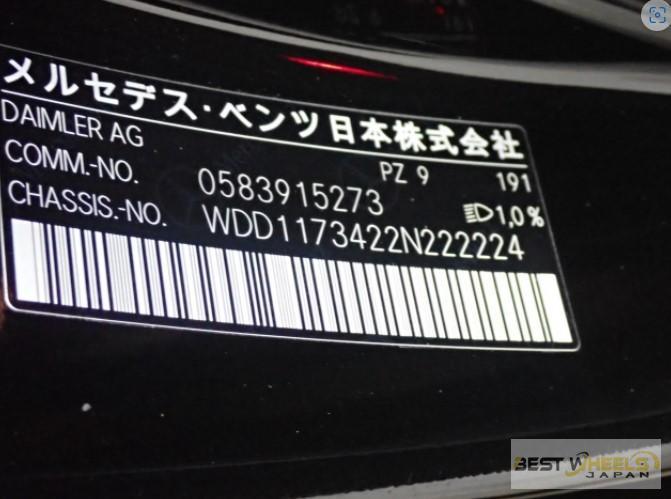 メルセデス・ベンツ日本株式会社
DAIMLER AG
PZ 9 191
COMM.-NO. 0583915273
1,0%
CHASSIS.-NO. WDD1173422N222224
BEST WHEELS
JAPAN